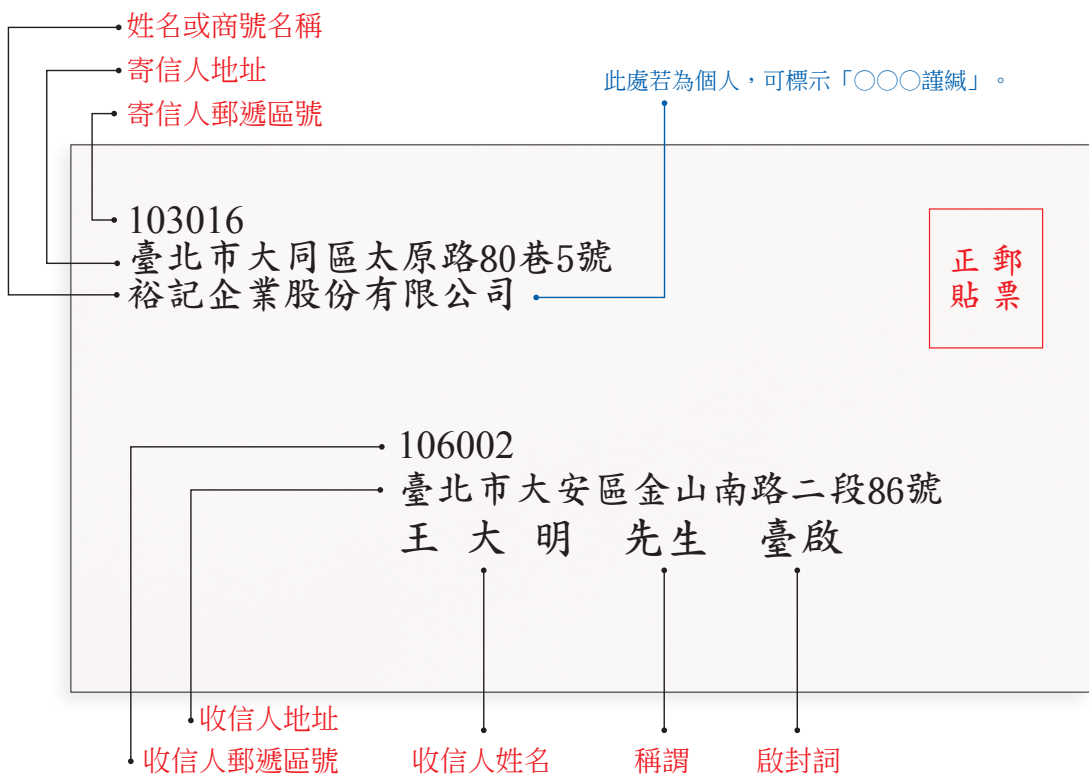 姓名或商號名稱
寄信人地址
寄信人郵遞區號
此處若為個人，可標示「○○○謹緘」。
103016
臺北市大同區太原路80巷5號
裕記企業股份有限公司
正郵
貼票
106002
臺北市大安區金山南路二段86號
王大明 先生 臺啟
收信人地址
收信人郵遞區號
收信人姓名
稱謂
啟封詞